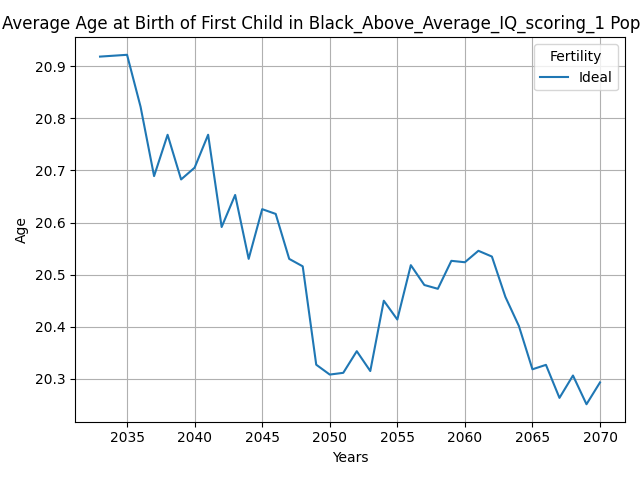 Average Age at Birth of First Child in Black_Above_Average_IQ_scoring_1 Pop
Fertility
Ideal
20.9
20.8
20.7
20.6
20.5
20.4
20.3
Age
2035 2040 2045 2050 2055 2060 2065 2070
Years